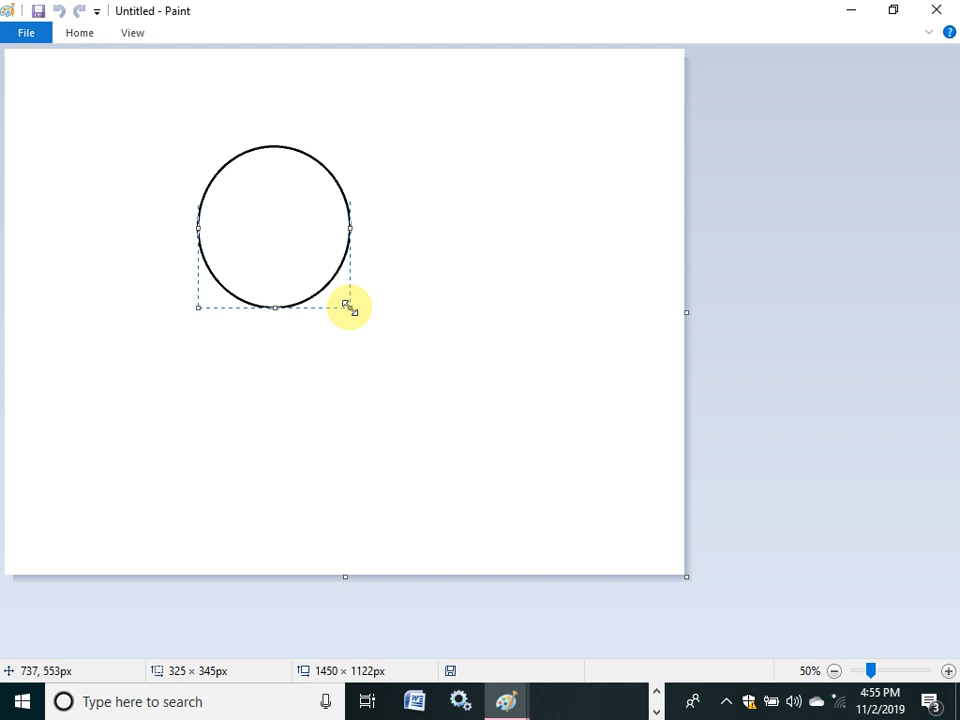 Untitled - Paint
File Home View
737, 553px 325 × 345px 1450 × 1122px 50%
Type here to search
4:55 PM
11/2/2019
3